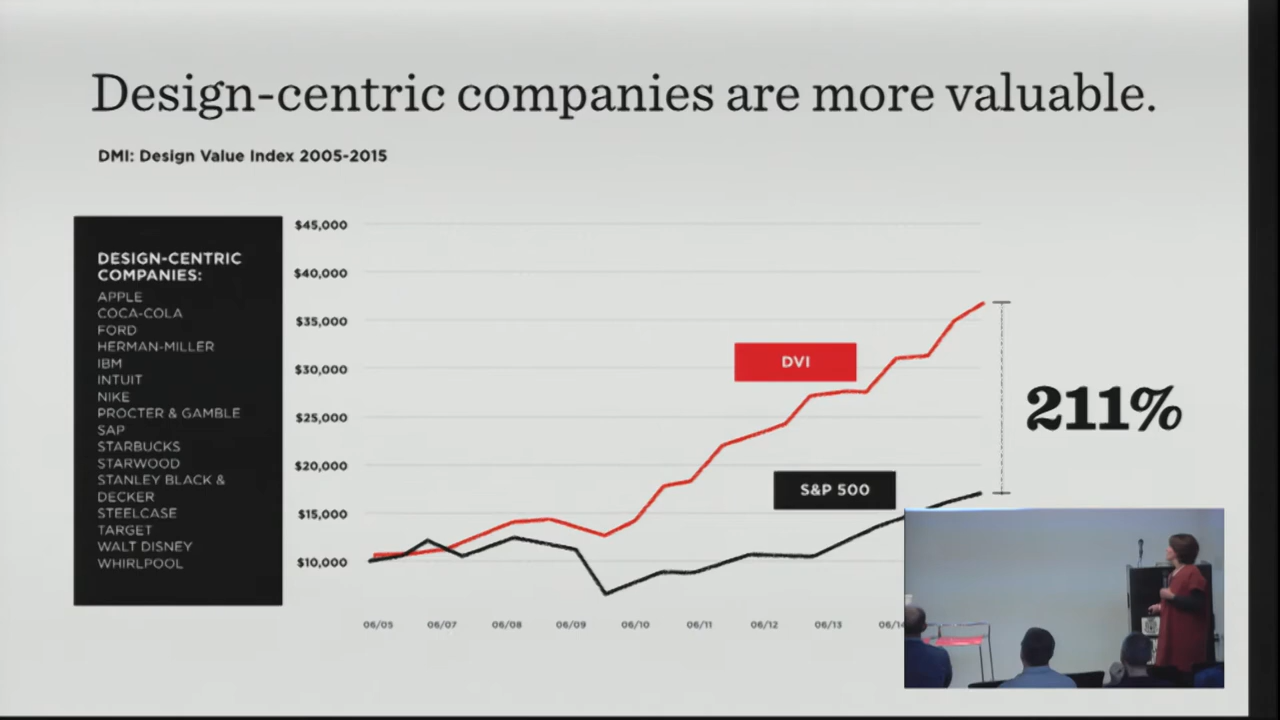 Design-centric companies are more valuable.
DMI: Design Value Index 2005-2015
DESIGN-CENTRIC
COMPANIES:
APPLE
COCA-COLA
FORD
HERMAN-MILLER
IBM
INTUIT
NIKE
PROCTER & GAMBLE
SAP
STARBUCKS
STARWOOD
STANLEY BLACK &
DECKER
STEELCASE
TARGET
WALT DISNEY
WHIRLPOOL
$45,000
$40,000
$35,000
$30,000
$25,000
$20,000
$15,000
$10,000
DVI
S&P 500
211%
06/05 06/07 06/08 06/09 06/10 06/11 06/12 06/13 06/14